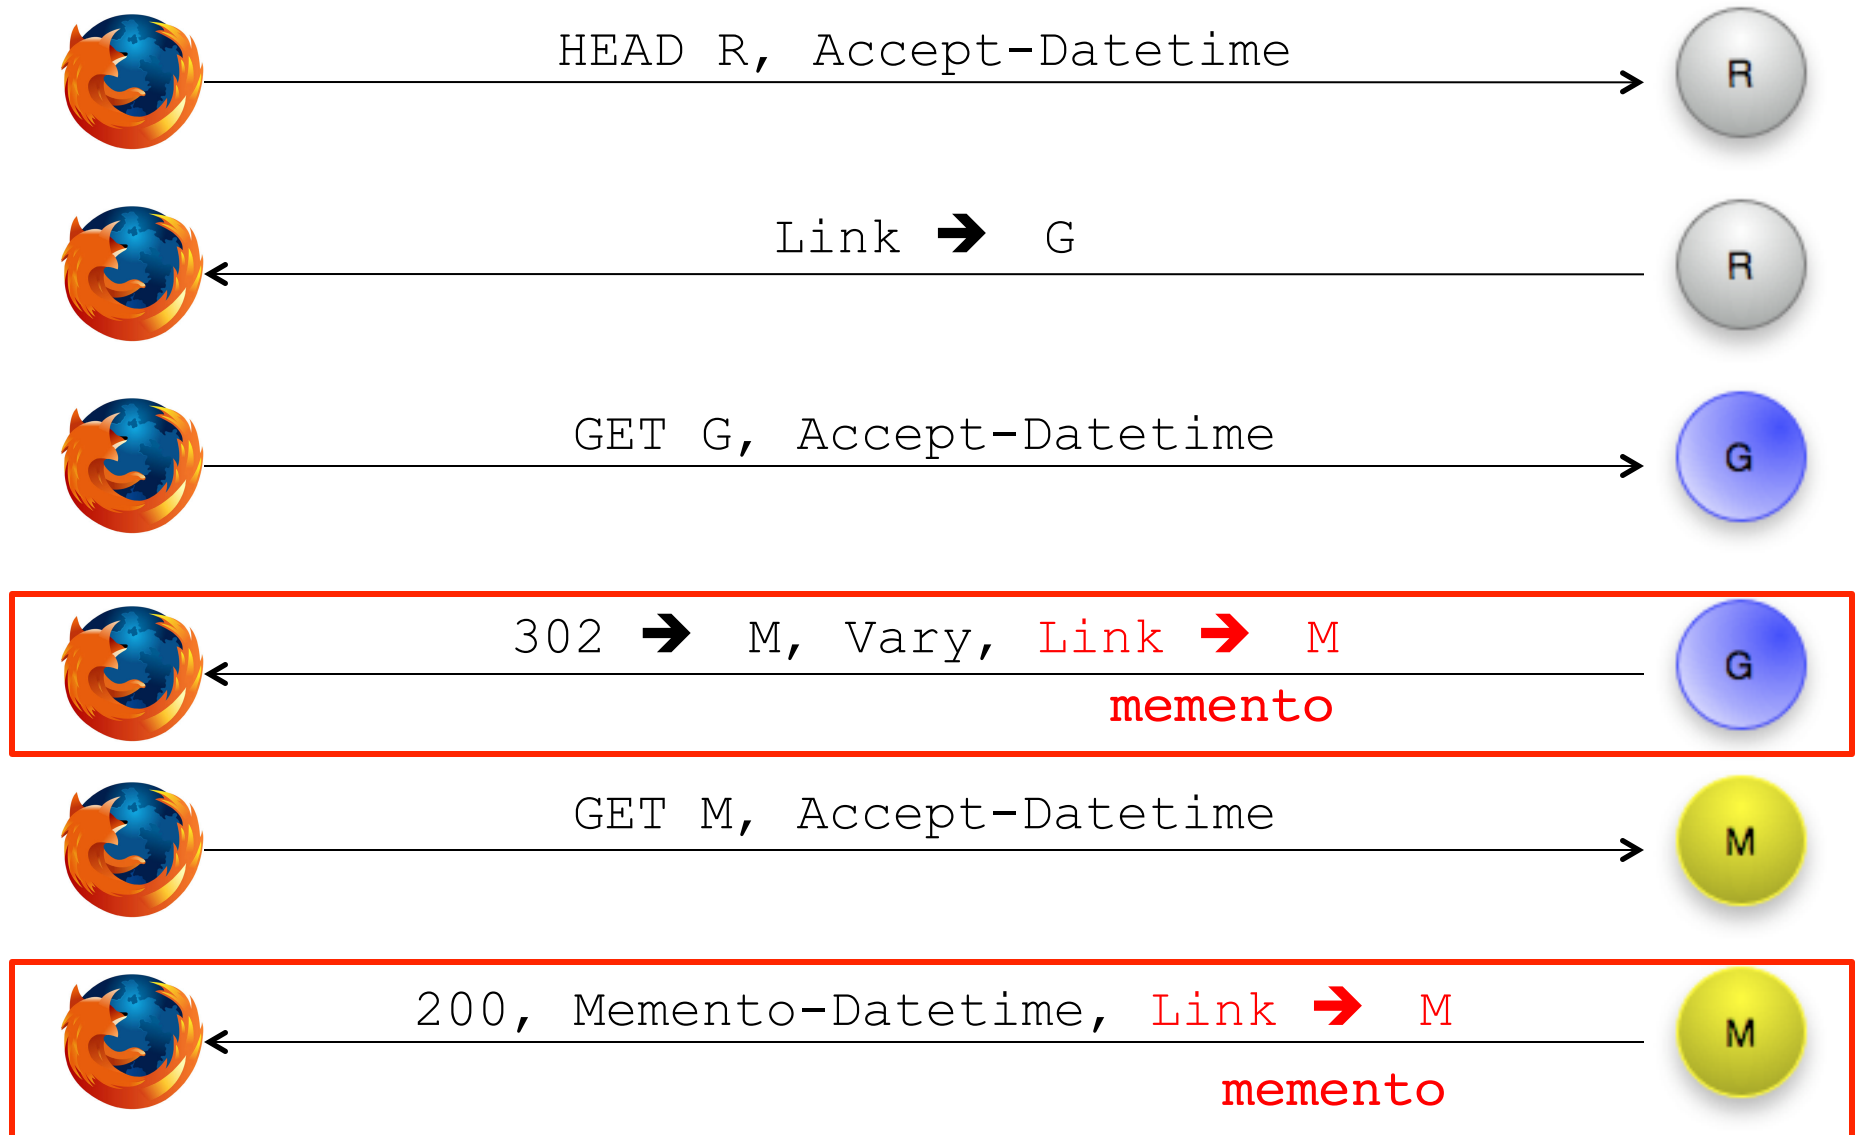 HEAD R, Accept-Datetime
R
Link ➔ G
R
GET G, Accept-Datetime
G
302 ➔ M, Vary, Link ➔ M
memento
G
GET M, Accept-Datetime
M
200, Memento-Datetime, Link ➔ M
memento
M